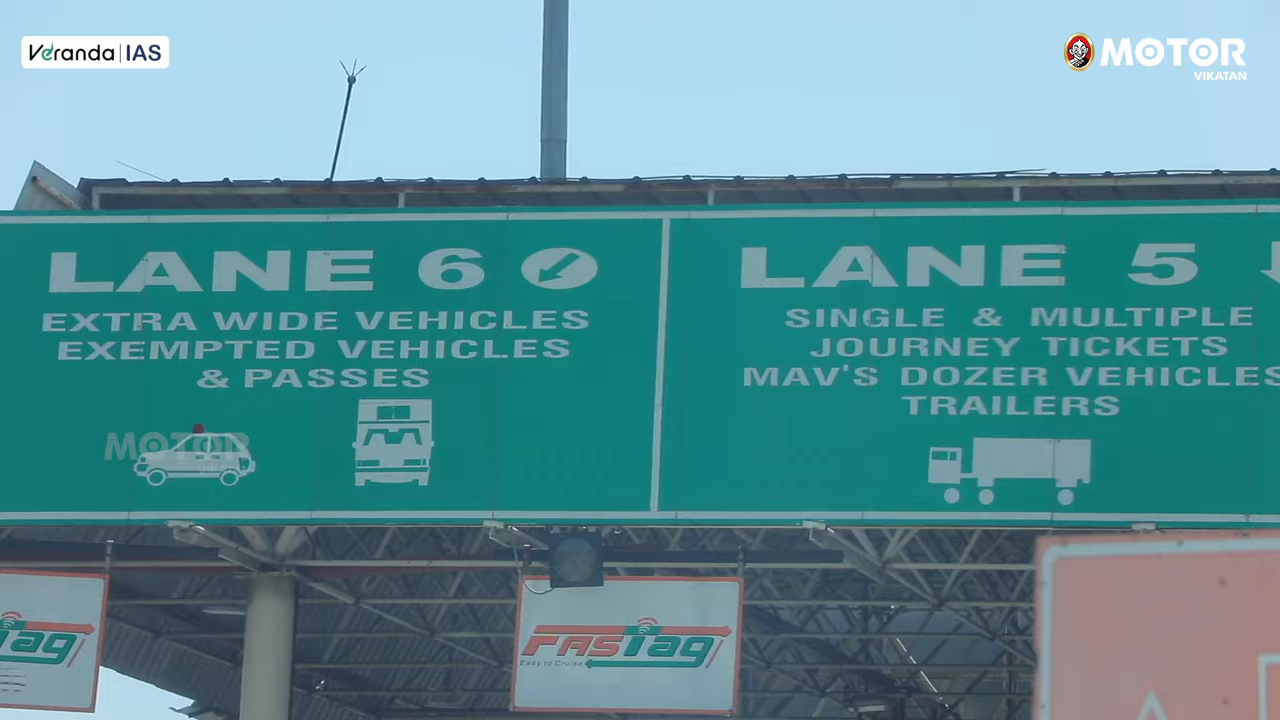 Veranda IAS
MOTOR
VIKATAN
LANE 6
EXTRA WIDE VEHICLES
EXEMPTED VEHICLES
& PASSES
MOTOR
LANE 5
SINGLE & MULTIPLE
JOURNEY TICKETS
MAV'S DOZER VEHICLES
TRAILERS
Tag
FASTag
Easy to Cruise